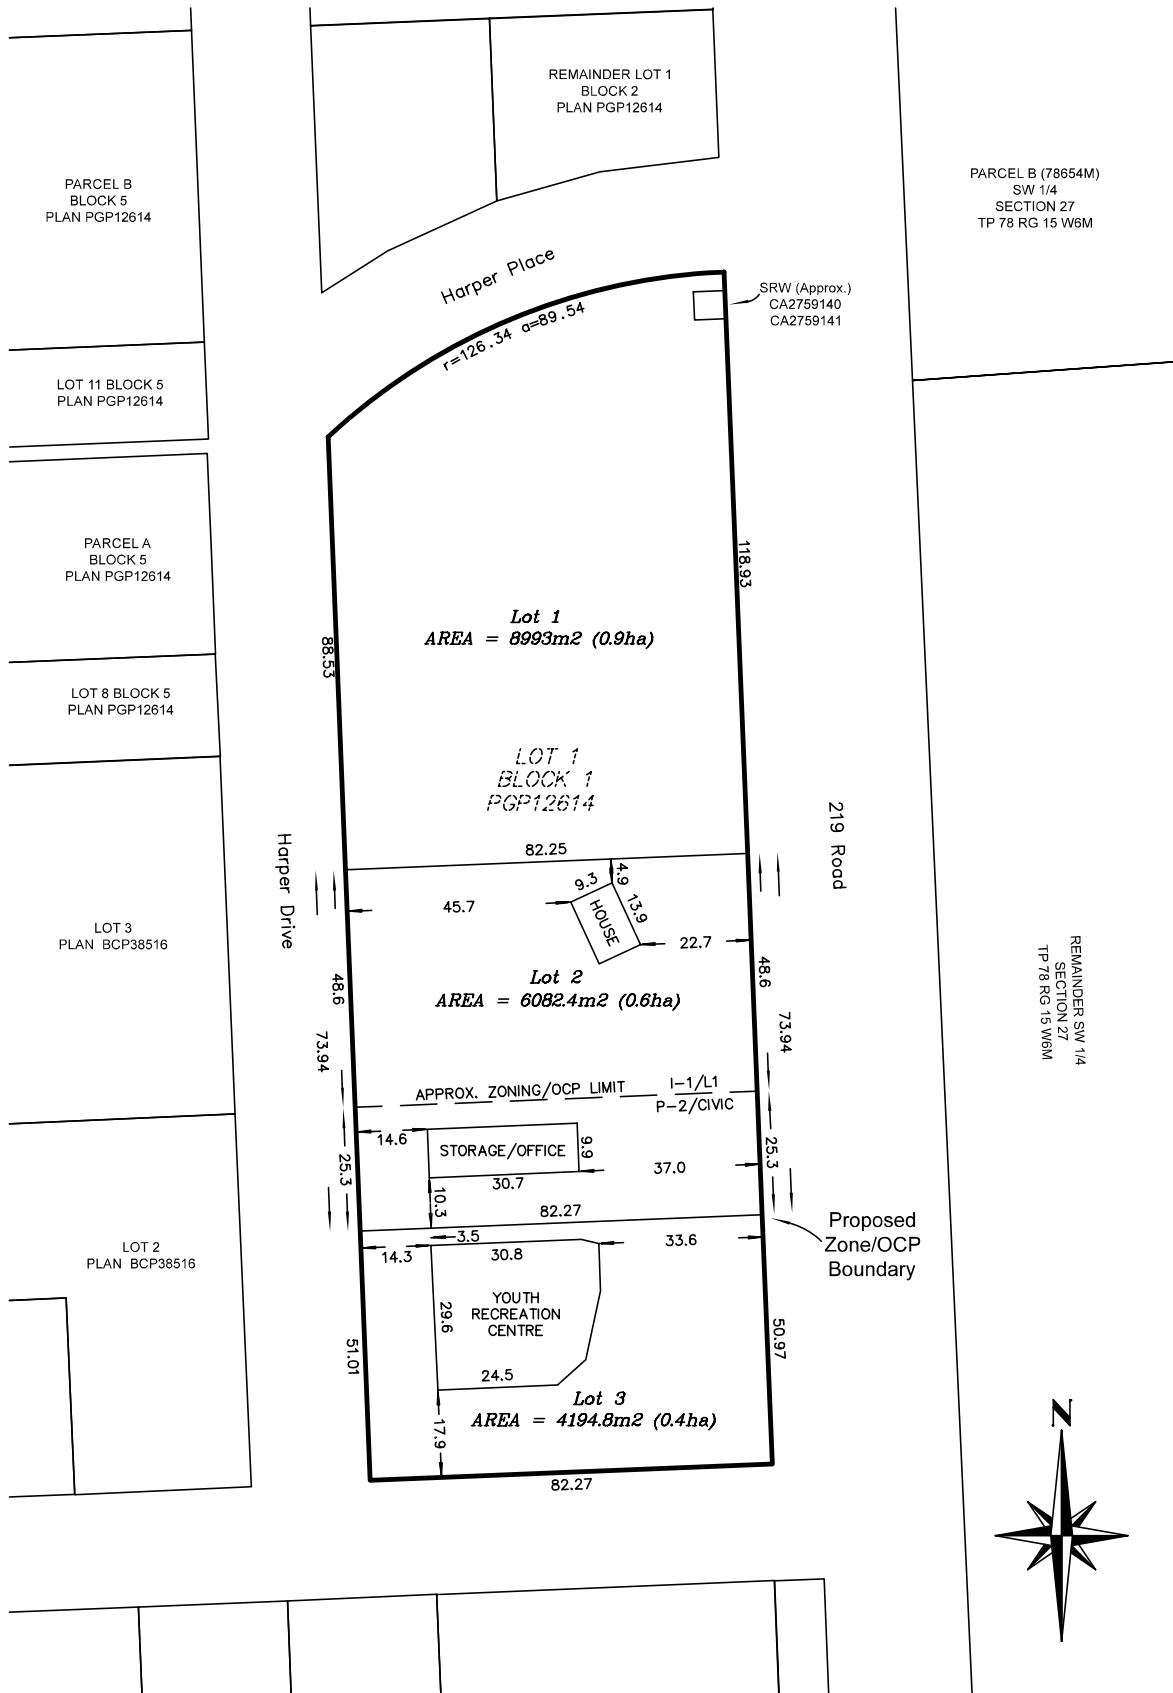 REMAINDER LOT 1
BLOCK 2
PLAN PGP12614
PARCEL B
BLOCK 5
PLAN PGP12614
PARCEL B (78654M)
SW 1/4
SECTION 27
TP 78 RG 15 W6M
Harper Place
r=126.34 a=89.54
SRW (Approx.)
CA2759140
CA2759141
LOT 11 BLOCK 5
PLAN PGP12614
PARCEL A
BLOCK 5
PLAN PGP12614
118.93
Lot 1
AREA = 8993m2 (0.9ha)
88.53
LOT 8 BLOCK 5
PLAN PGP12614
LOT 1
BLOCK 1
PGP12614
Harper Drive
219 Road
82.25
4.9
9.3
13.9
HOUSE
45.7
22.7
LOT 3
PLAN BCP38516
REMAINDER SW 1/4
SECTION 27
TP 78 RG 15 W6M
Lot 2
AREA = 6082.4m2 (0.6ha)
48.6
48.6
73.94
73.94
APPROX. ZONING/OCP LIMIT
I-1/L1
P-2/CIVIC
14.6
STORAGE/OFFICE
9.9
25.3
25.3
37.0
30.7
10.3
82.27
Proposed
Zone/OCP
Boundary
LOT 2
PLAN BCP38516
3.5
14.3
30.8
33.6
YOUTH
RECREATION
CENTRE
29.6
51.01
50.97
24.5
Lot 3
AREA = 4194.8m2 (0.4ha)
17.9
82.27
N